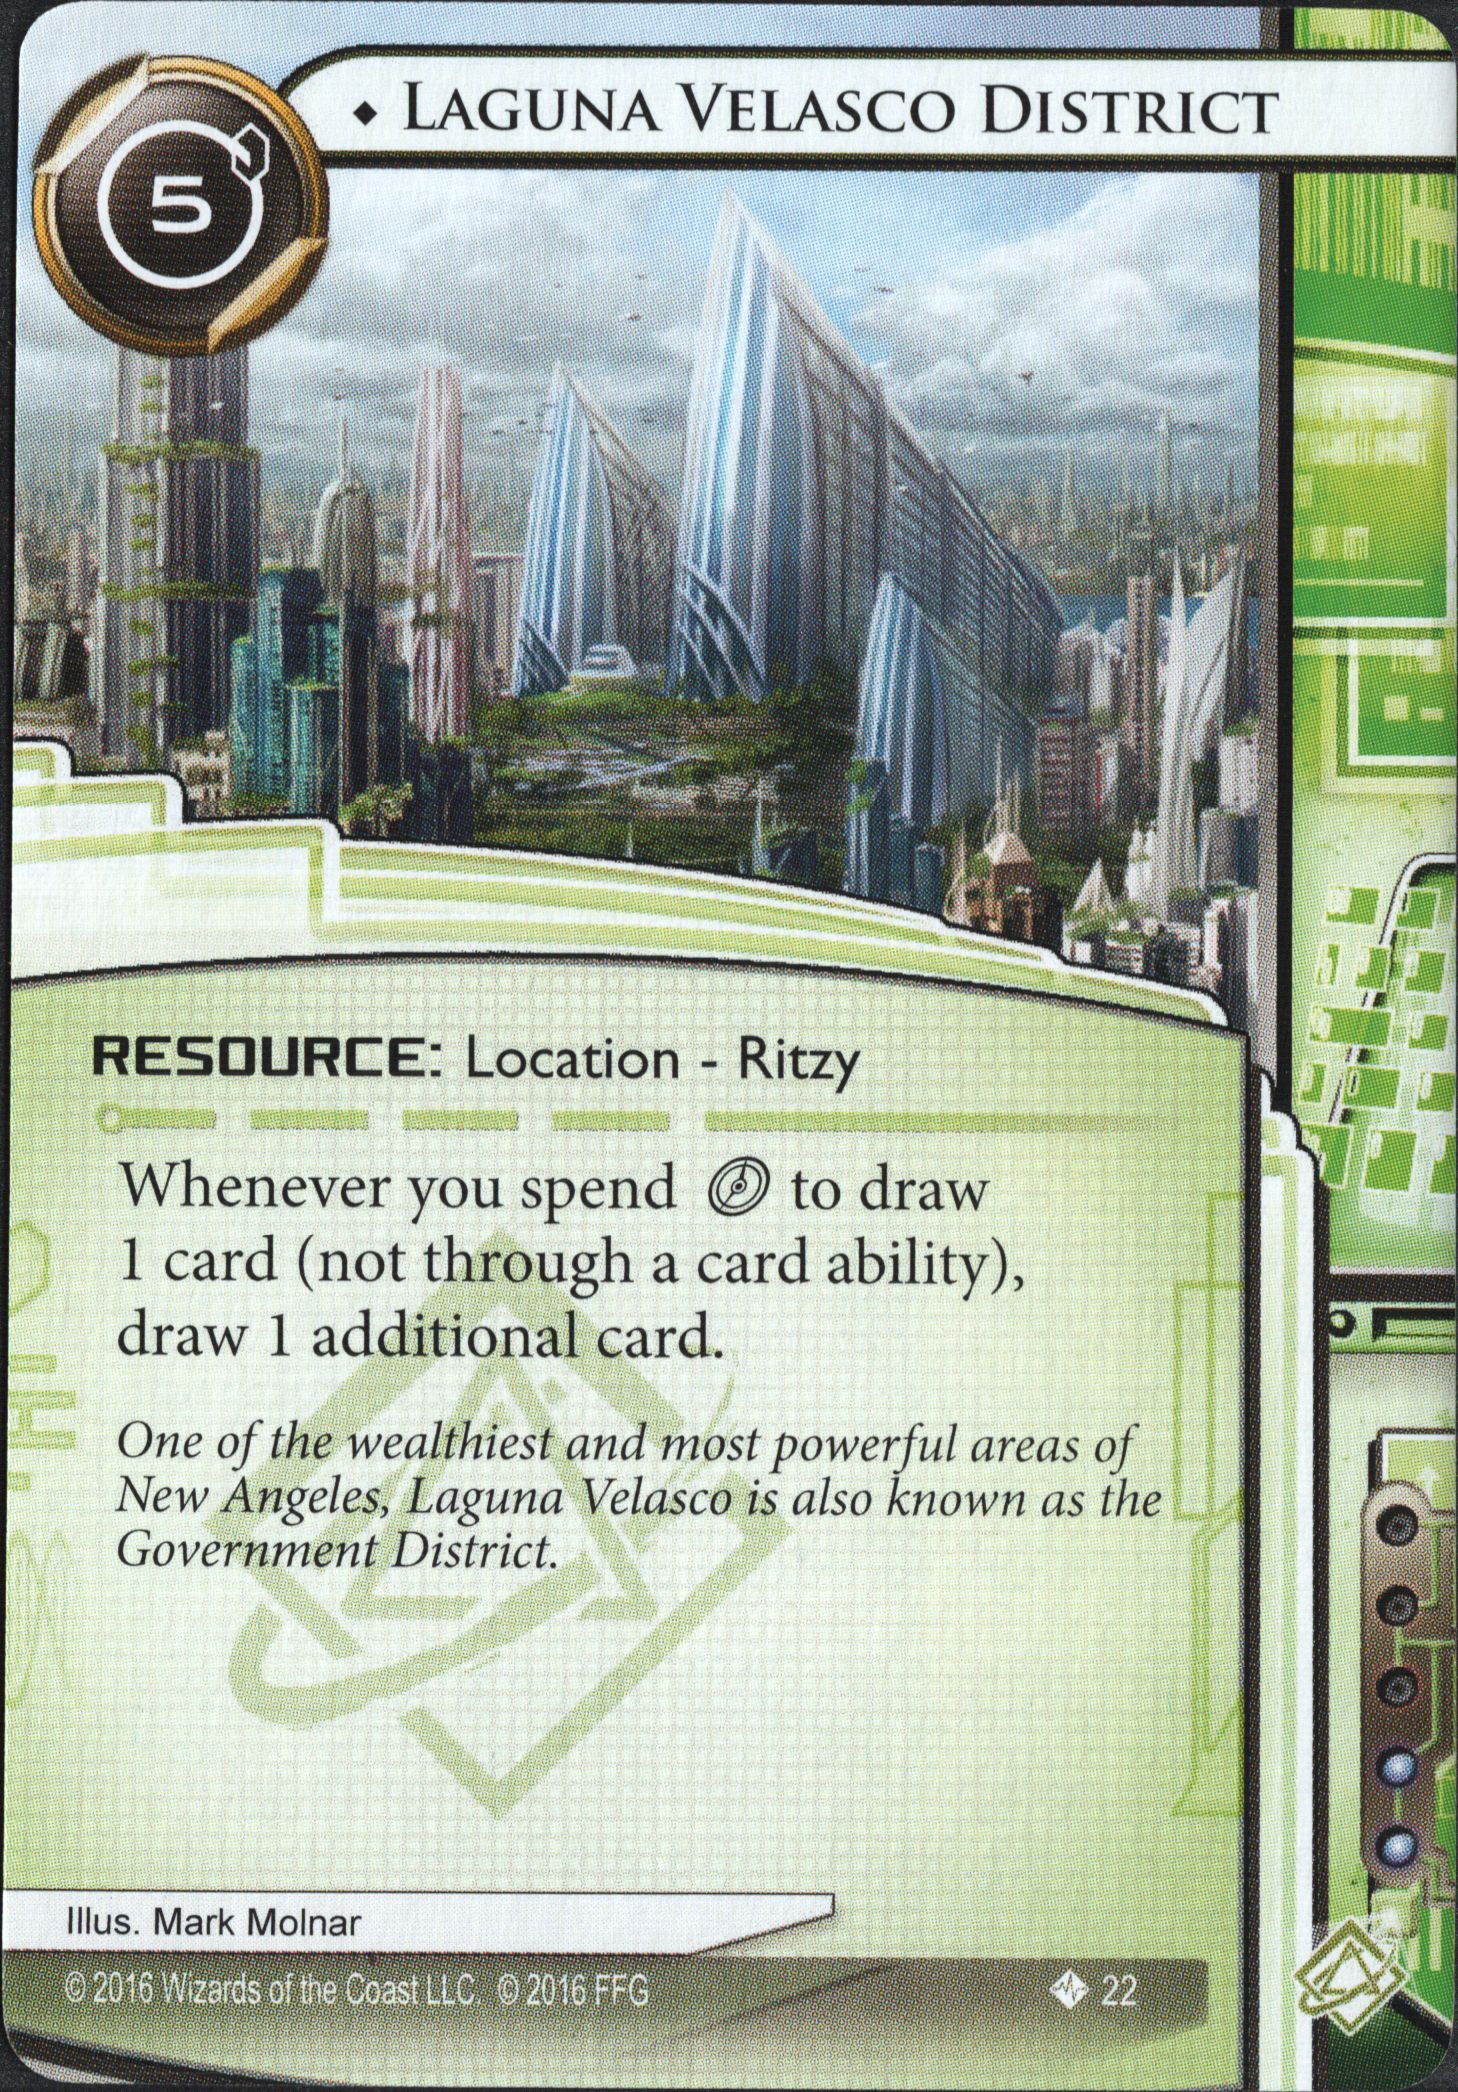 5
◆ LAGUNA VELASCO DISTRICT
RESOURCE: Location - Ritzy
Whenever you spend to draw
1 card (not through a card ability),
draw 1 additional card.
One of the wealthiest and most powerful areas of
New Angeles, Laguna Velasco is also known as the
Government District.
Illus. Mark Molnar
© 2016 Wizards of the Coast LLC. © 2016 FFG
22